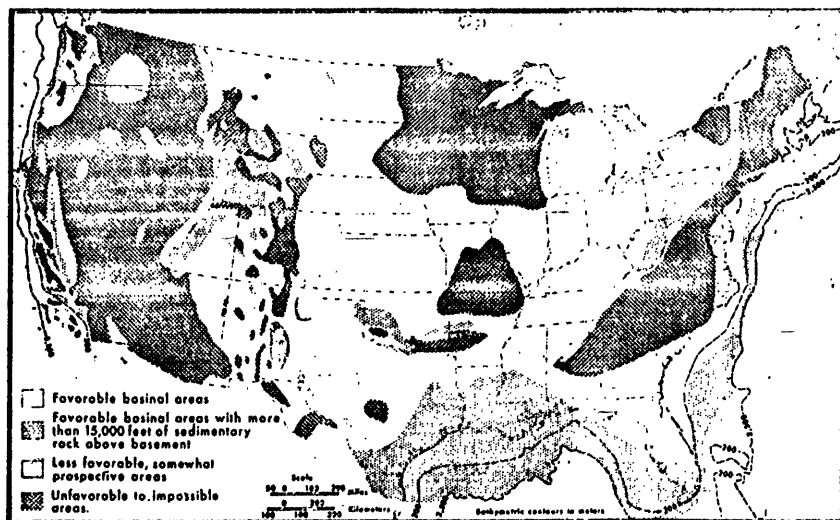 Favorable basinal areas
Favorable basinal areas with more
than 15,000 feet of sedimentary
rock above basement
Less favorable, somewhat
prospective areas
Unfavorable to impossible
areas.
Scale
Miles
Kilometers
Bathymetric contours in meters